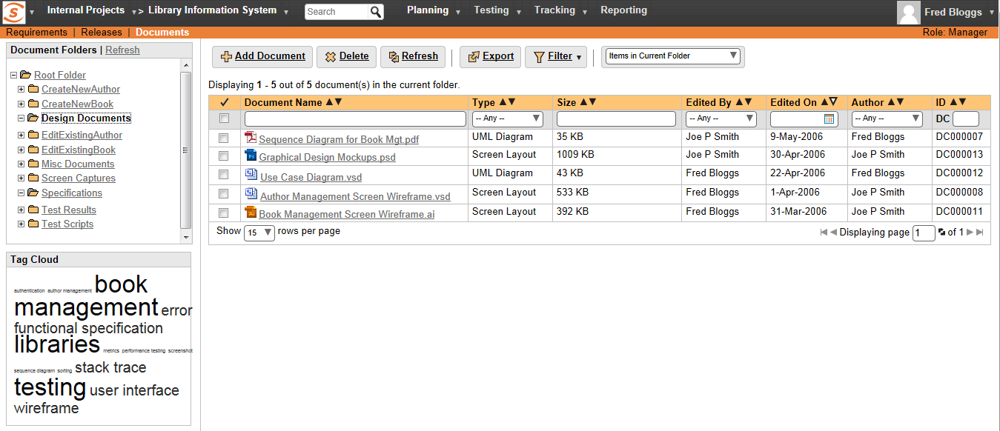 Internal Projects > Library Information System Search Planning Testing Tracking Reporting Fred Bloggs
Requirements | Releases | Documents Role: Manager
Document Folders | Refresh
Root Folder
CreateNewAuthor
CreateNewBook
Design Documents
EditExistingAuthor
EditExistingBook
Misc Documents
Screen Captures
Specifications
Test Results
Test Scripts
Tag Cloud
authentication author management book
management error
functional specification
libraries metrics performance testing screenshot
sequence diagram sorting stack trace
testing user interface
wireframe
Add Document Delete Refresh | Export Filter | Items in Current Folder
Displaying 1 - 5 out of 5 document(s) in the current folder.
Document Name Type Size Edited By Edited On Author ID
-- Any -- -- Any -- -- Any -- DC
Sequence Diagram for Book Mgt.pdf UML Diagram 35 KB Joe P Smith 9-May-2006 Fred Bloggs DC000007
Graphical Design Mockups.psd Screen Layout 1009 KB Joe P Smith 30-Apr-2006 Joe P Smith DC000013
Use Case Diagram.vsd UML Diagram 43 KB Fred Bloggs 22-Apr-2006 Fred Bloggs DC000012
Author Management Screen Wireframe.vsd Screen Layout 533 KB Fred Bloggs 1-Apr-2006 Joe P Smith DC000008
Book Management Screen Wireframe.ai Screen Layout 392 KB Fred Bloggs 31-Mar-2006 Joe P Smith DC000011
Show 15 rows per page Displaying page 1 of 1